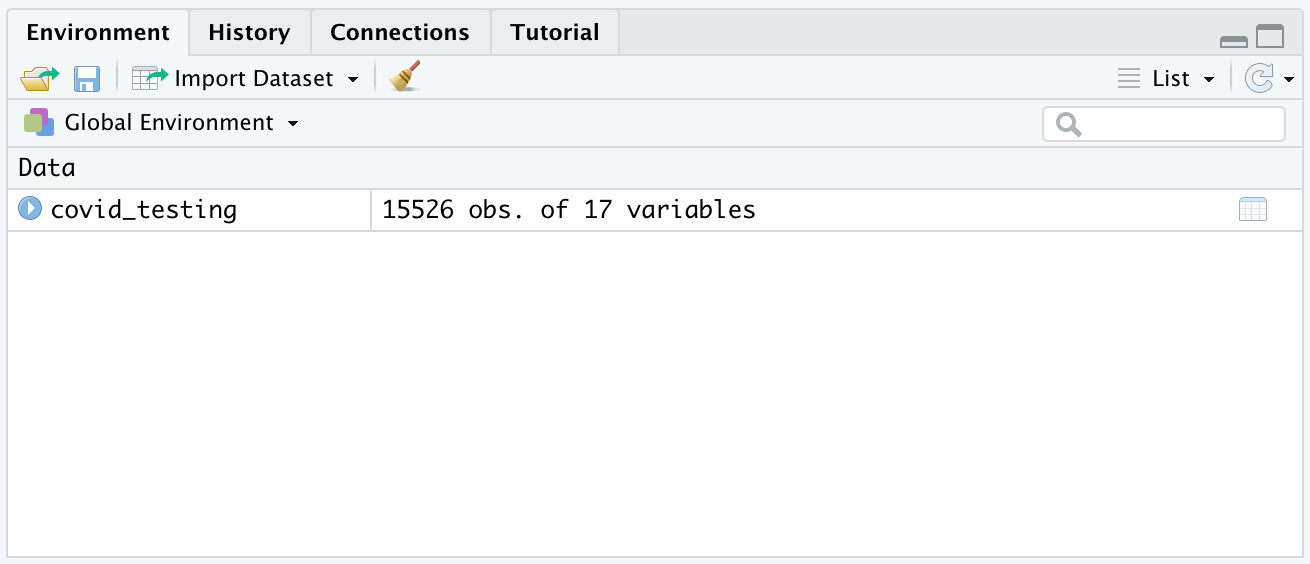 Environment History Connections Tutorial
Import Dataset List
Global Environment
Data
covid_testing 15526 obs. of 17 variables